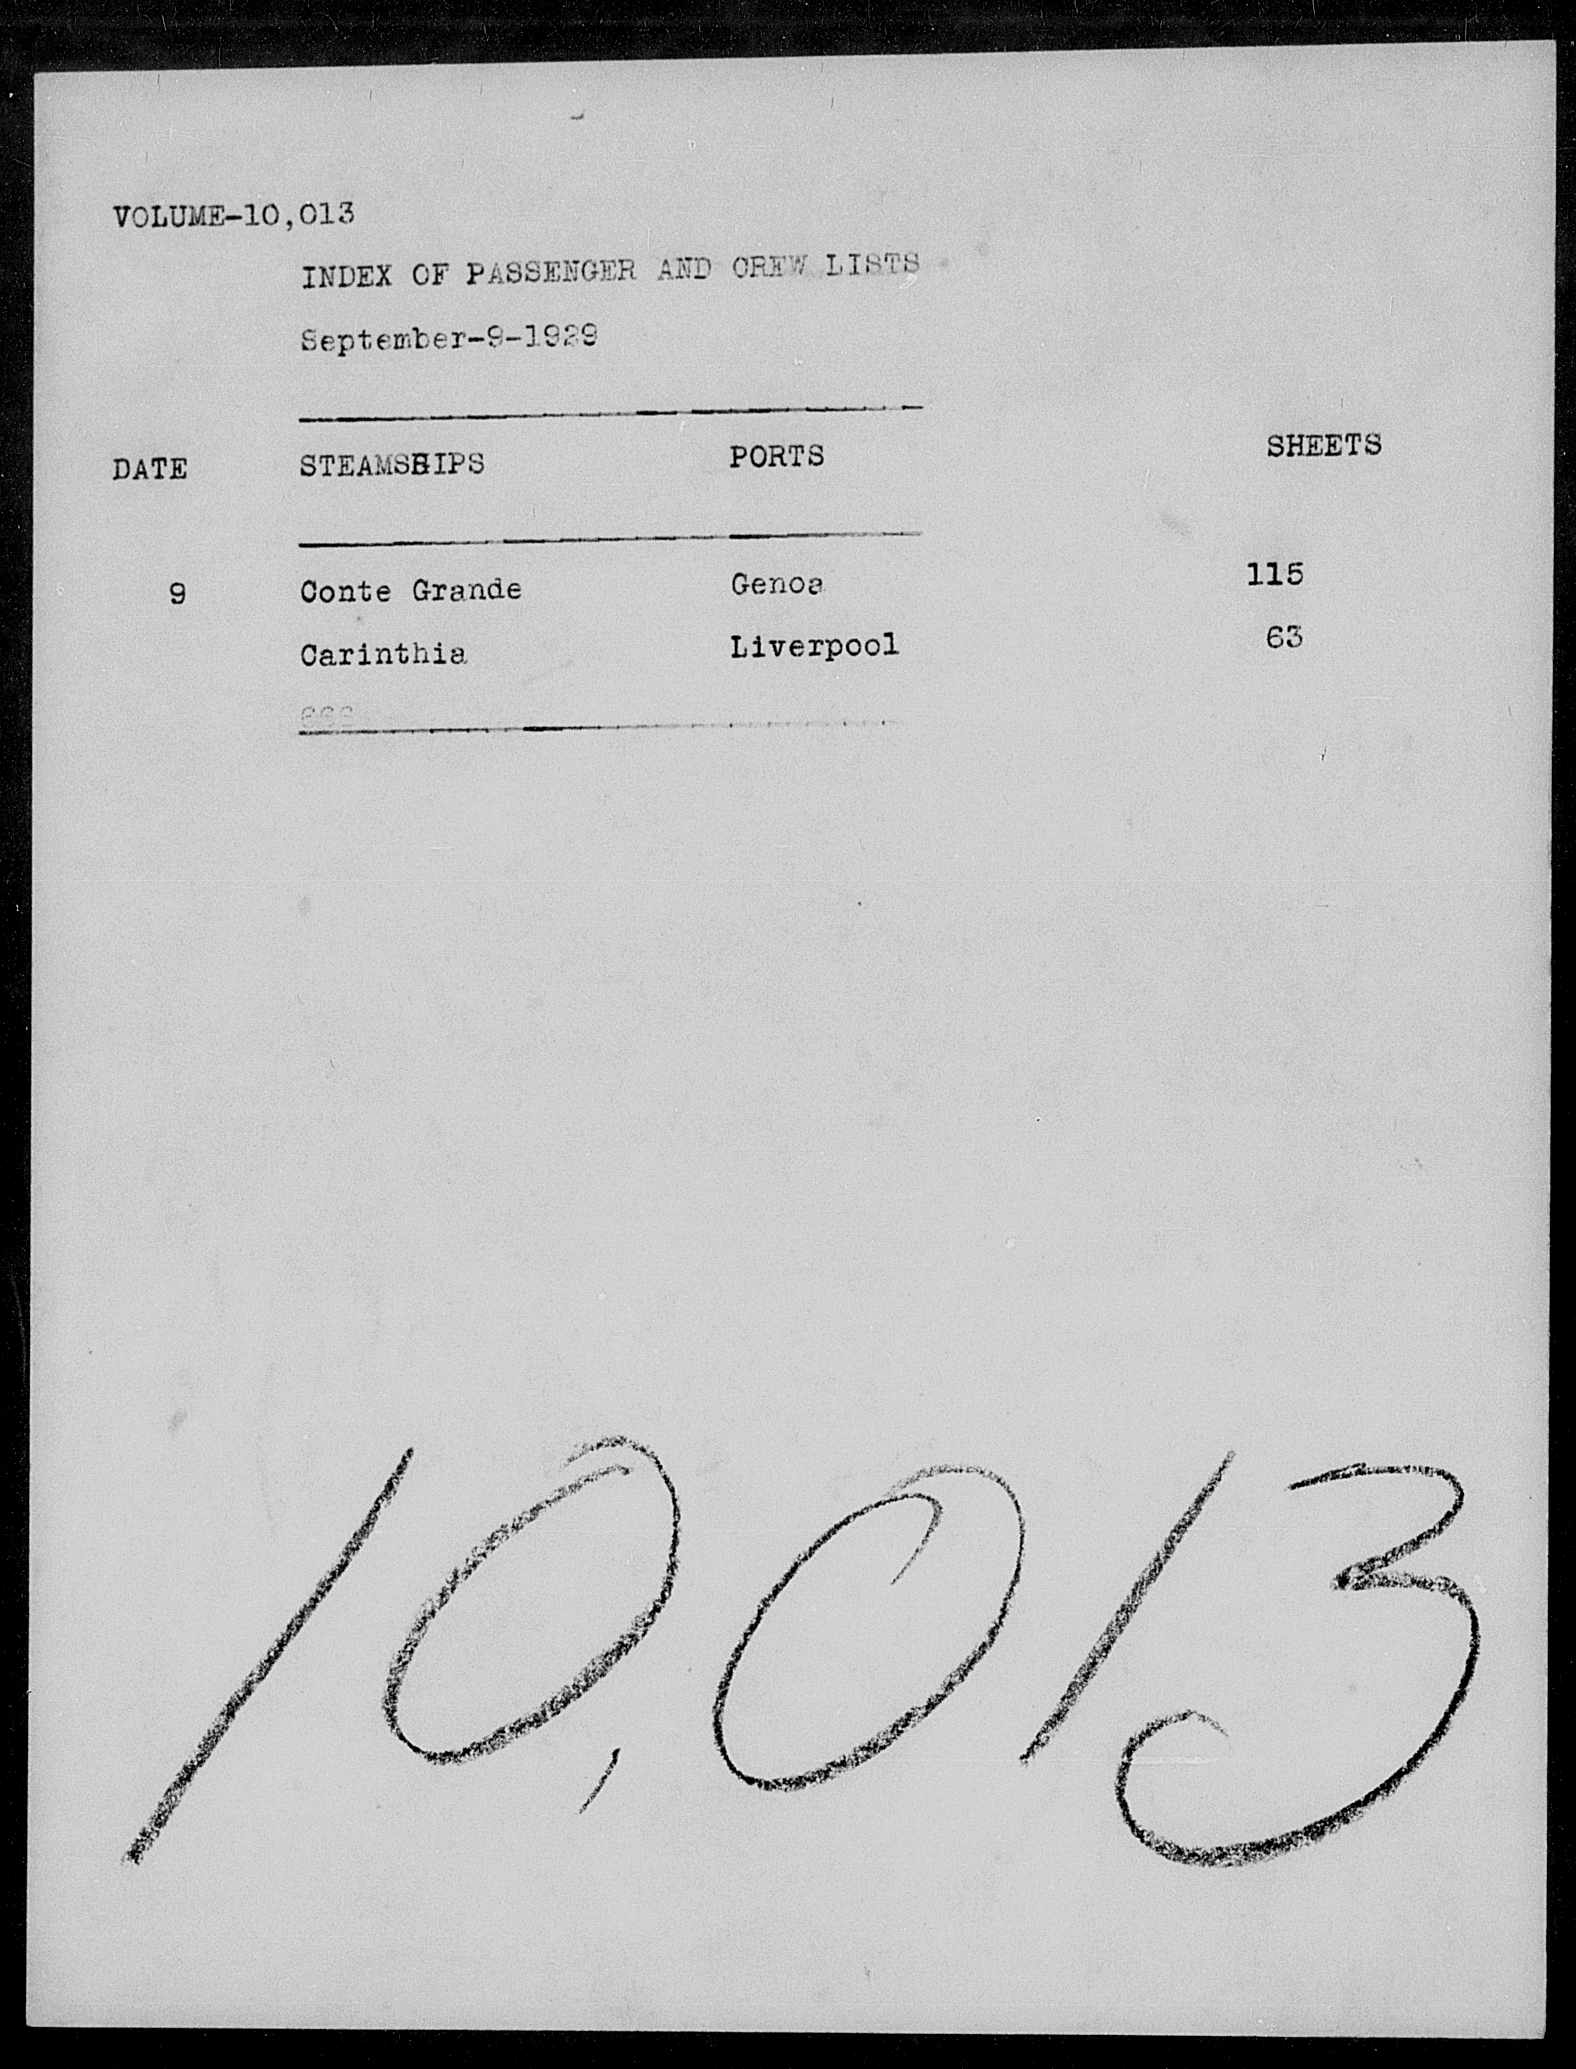 VOLUME-10,013
INDEX OF PASSENGER AND CREW LISTS
September-9-1929
DATE STEAMSHIPS PORTS SHEETS
9 Conte Grande Genoa 115
Carinthia Liverpool 63
10,013